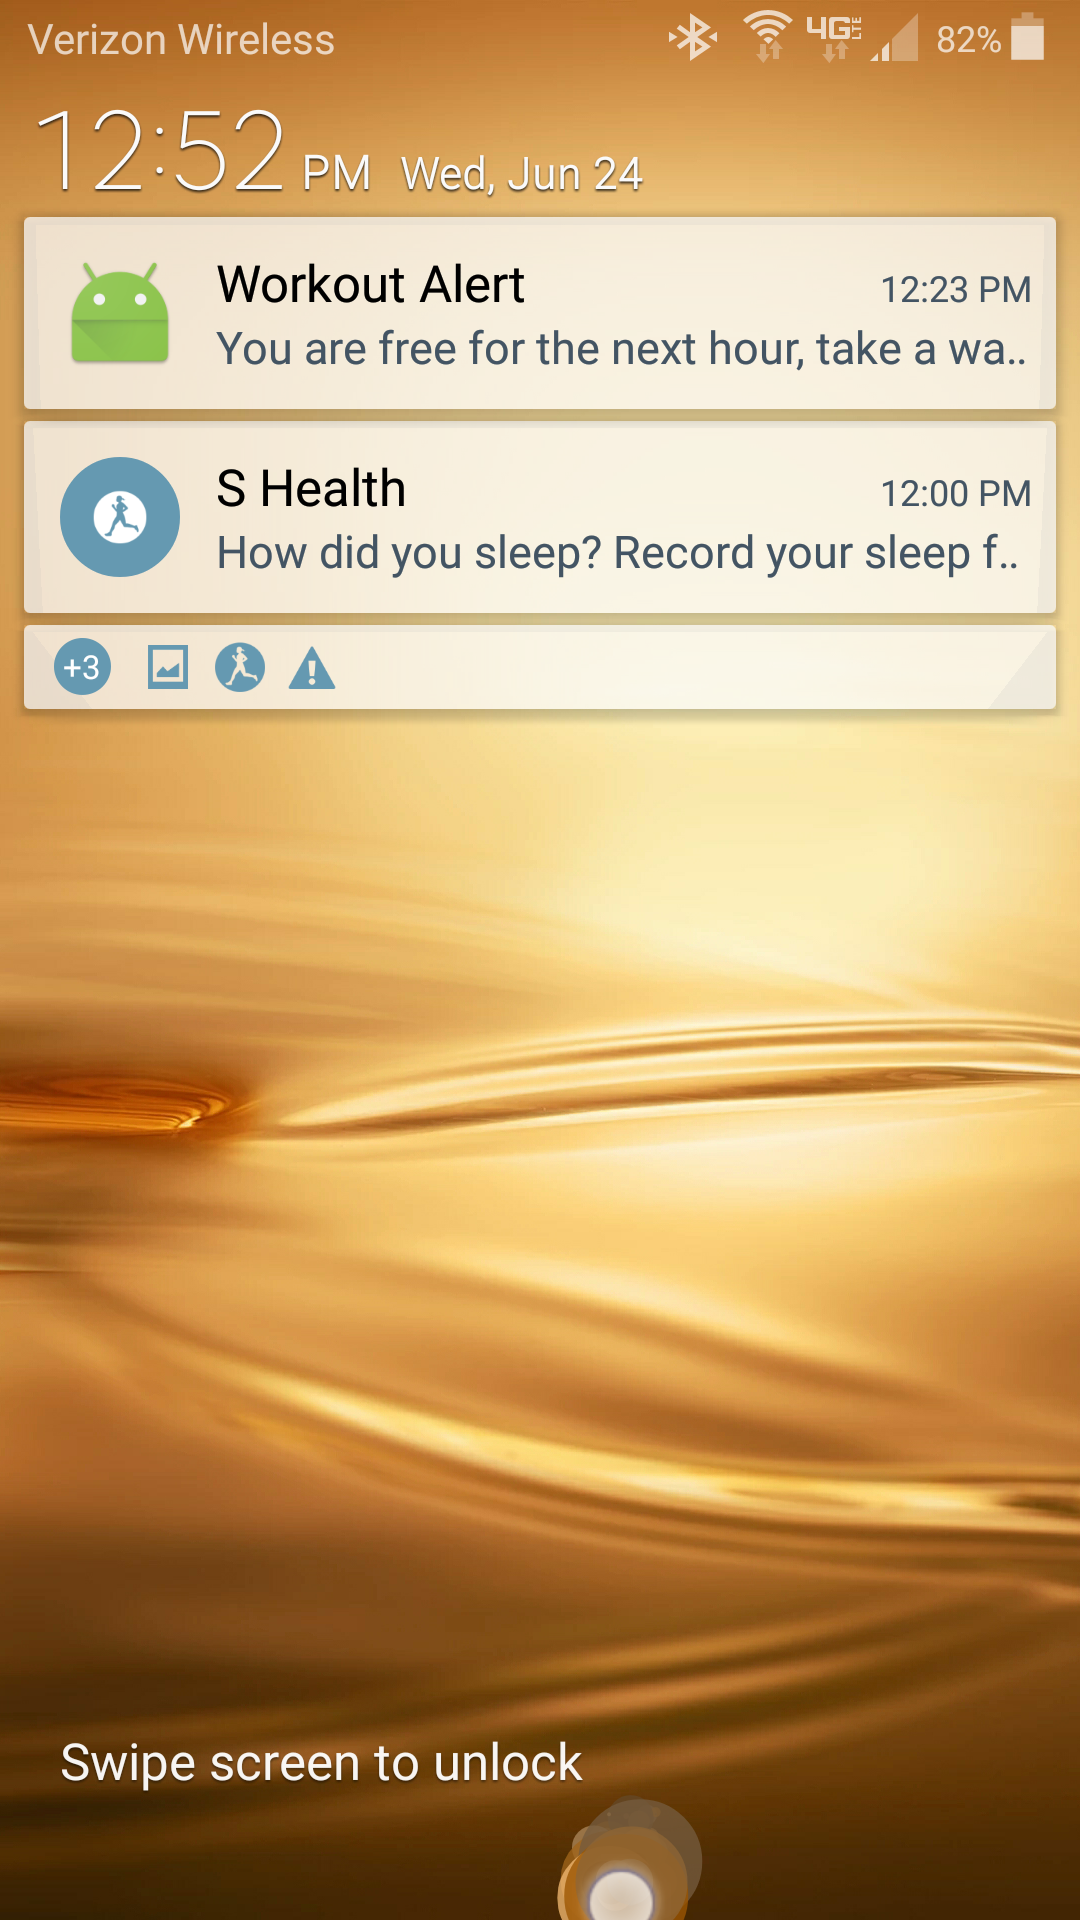 Verizon Wireless 4G LTE 82%
12:52 PM Wed, Jun 24
Workout Alert 12:23 PM
You are free for the next hour, take a wa..
S Health 12:00 PM
How did you sleep? Record your sleep f..
+3
Swipe screen to unlock